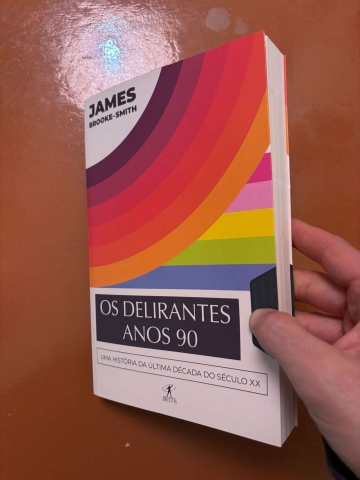 JAMES
BROOKE-SMITH
OS DELIRANTES
ANOS 90
UMA HISTÓRIA DA ÚLTIMA DÉCADA DO SÉCULO XX